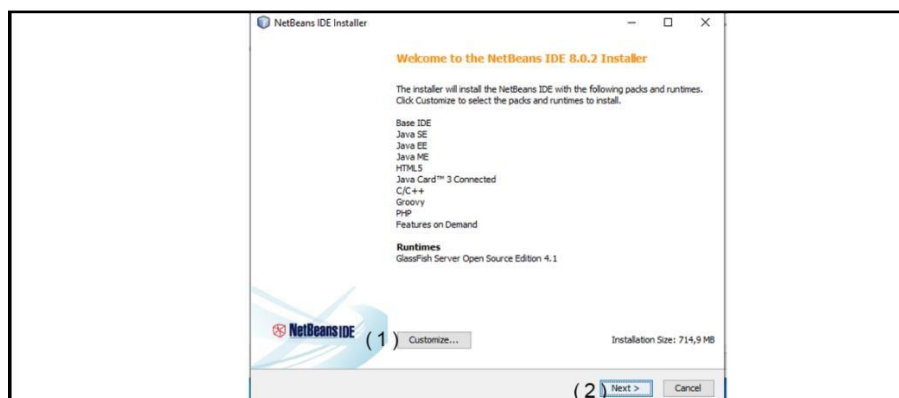 NetBeans IDE Installer
Welcome to the NetBeans IDE 8.0.2 Installer
The installer will install the NetBeans IDE with the following packs and runtimes.
Click Customize to select the packs and runtimes to install.
Base IDE
Java SE
Java EE
Java ME
HTML5
Java Card™ 3 Connected
C/C++
Groovy
PHP
Features on Demand
Runtimes
GlassFish Server Open Source Edition 4.1
NetBeans IDE
( 1 ) Customize... Installation Size: 714,9 MB
( 2 ) Next > Cancel